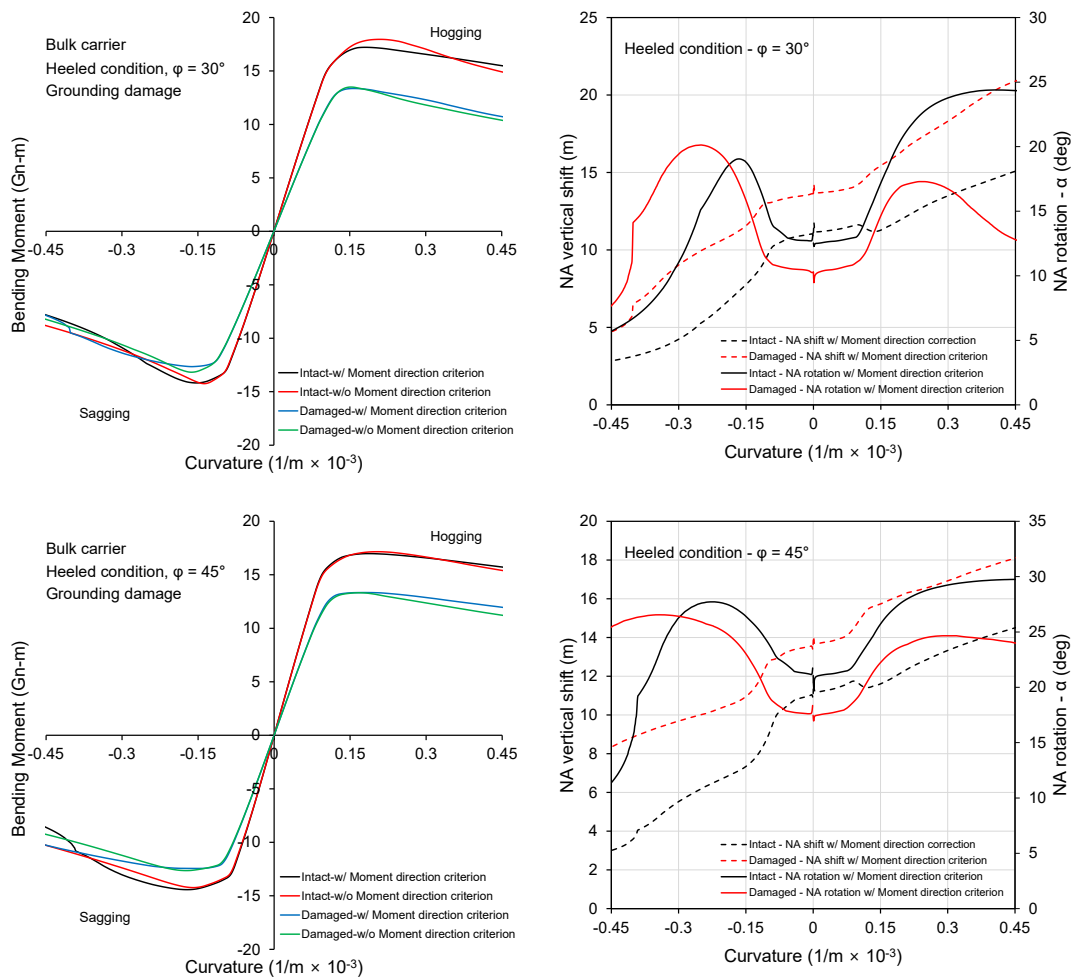 Bulk carrier
Heeled condition, φ = 30°
Grounding damage
Hogging
Sagging
Bending Moment (Gn-m)
20
15
10
5
0
-5
-10
-15
-20
-0.45
-0.3
-0.15
0
0.15
0.3
0.45
Curvature (1/m × 10-3)
Intact-w/ Moment direction criterion
Intact-w/o Moment direction criterion
Damaged-w/ Moment direction criterion
Damaged-w/o Moment direction criterion
Heeled condition - φ = 30°
NA vertical shift (m)
25
20
15
10
5
0
NA rotation - α (deg)
30
25
20
15
10
5
0
-0.45
-0.3
-0.15
0
0.15
0.3
0.45
Curvature (1/m × 10-3)
Intact - NA shift w/ Moment direction correction
Damaged - NA shift w/ Moment direction criterion
Intact - NA rotation w/ Moment direction criterion
Damaged - NA rotation w/ Moment direction criterion
Bulk carrier
Heeled condition, φ = 45°
Grounding damage
Hogging
Sagging
Bending Moment (Gn-m)
20
15
10
5
0
-5
-10
-15
-20
-0.45
-0.3
-0.15
0
0.15
0.3
0.45
Curvature (1/m × 10-3)
Intact-w/ Moment direction criterion
Intact-w/o Moment direction criterion
Damaged-w/ Moment direction criterion
Damaged-w/o Moment direction criterion
Heeled condition - φ = 45°
NA vertical shift (m)
20
18
16
14
12
10
8
6
4
2
0
NA rotation - α (deg)
35
30
25
20
15
10
5
0
-0.45
-0.3
-0.15
0
0.15
0.3
0.45
Curvature (1/m × 10-3)
Intact - NA shift w/ Moment direction correction
Damaged - NA shift w/ Moment direction criterion
Intact - NA rotation w/ Moment direction criterion
Damaged - NA rotation w/ Moment direction criterion